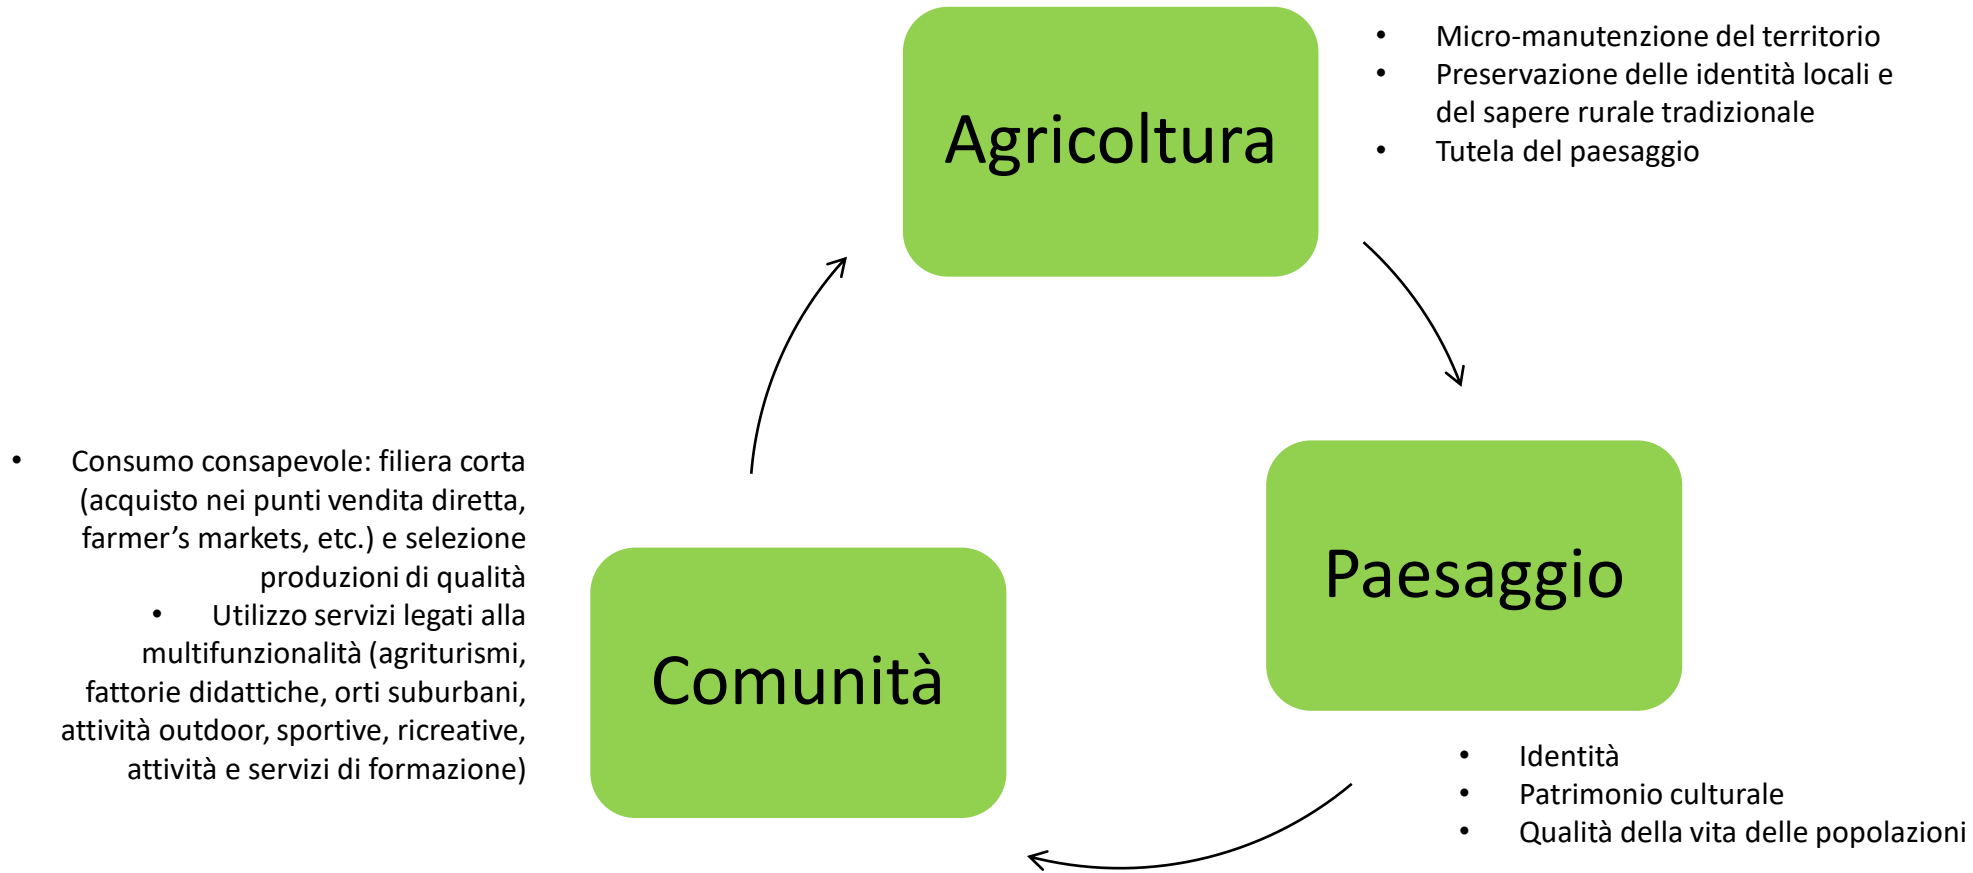 Agricoltura
• Micro-manutenzione del territorio
• Preservazione delle identità locali e
del sapere rurale tradizionale
• Tutela del paesaggio
Paesaggio
• Identità
• Patrimonio culturale
• Qualità della vita delle popolazioni
Comunità
• Consumo consapevole: filiera corta
(acquisto nei punti vendita diretta,
farmer’s markets, etc.) e selezione
produzioni di qualità
• Utilizzo servizi legati alla
multifunzionalità (agriturismi,
fattorie didattiche, orti suburbani,
attività outdoor, sportive, ricreative,
attività e servizi di formazione)